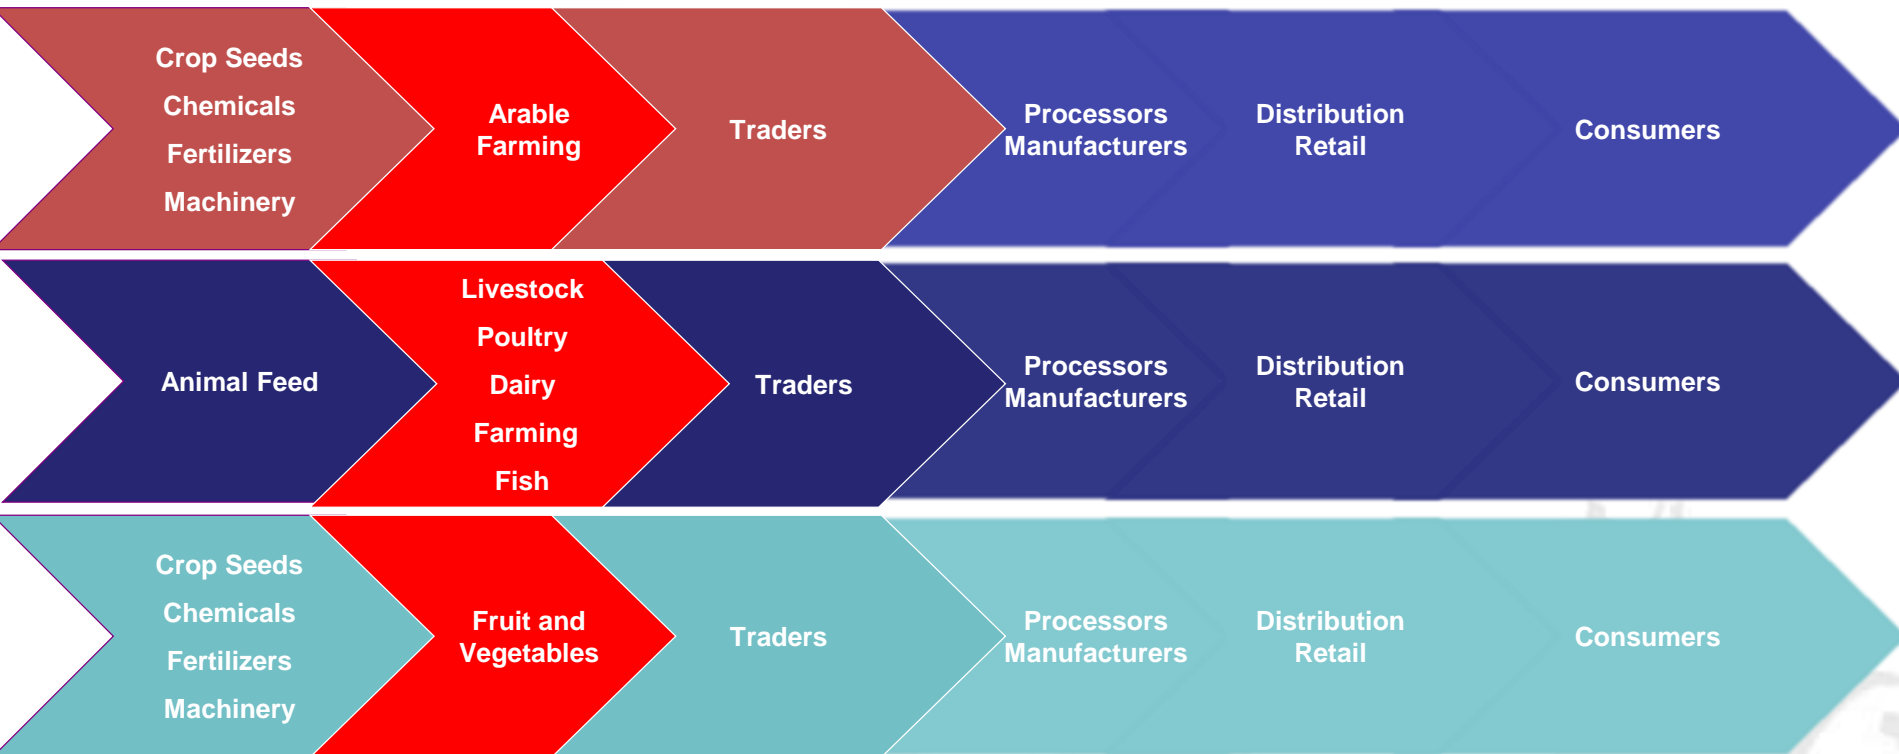 Crop Seeds
Chemicals
Fertilizers
Machinery
Arable
Farming
Traders
Processors
Manufacturers
Distribution
Retail
Consumers
Animal Feed
Livestock
Poultry
Dairy
Farming
Fish
Traders
Processors
Manufacturers
Distribution
Retail
Consumers
Crop Seeds
Chemicals
Fertilizers
Machinery
Fruit and
Vegetables
Traders
Processors
Manufacturers
Distribution
Retail
Consumers